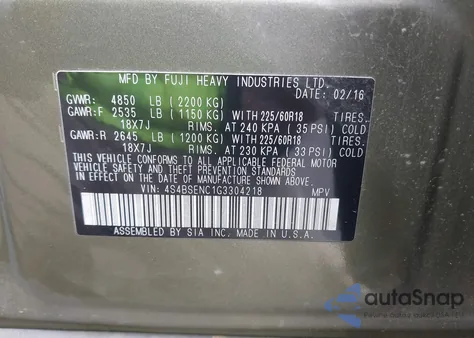 MFD BY FUJI HEAVY INDUSTRIES LTD.
DATE: 02/16
GVWR: 4850 LB (2200 KG)
GAWR:F 2535 LB (1150 KG) WITH 225/60R18 TIRES.
18X7J RIMS. AT 240 KPA (35 PSI) COLD
GAWR:R 2645 LB (1200 KG) WITH 225/60R18 TIRES.
18X7J RIMS. AT 230 KPA (33 PSI) COLD
THIS VEHICLE CONFORMS TO ALL APPLICABLE FEDERAL MOTOR
VEHICLE SAFETY AND THEFT PREVENTION STANDARDS
IN EFFECT ON THE DATE OF MANUFACTURE SHOWN ABOVE.
VIN: 4S4BSENC1G3304218 MPV
ASSEMBLED BY SIA INC. MADE IN U.S.A.
autoSnap